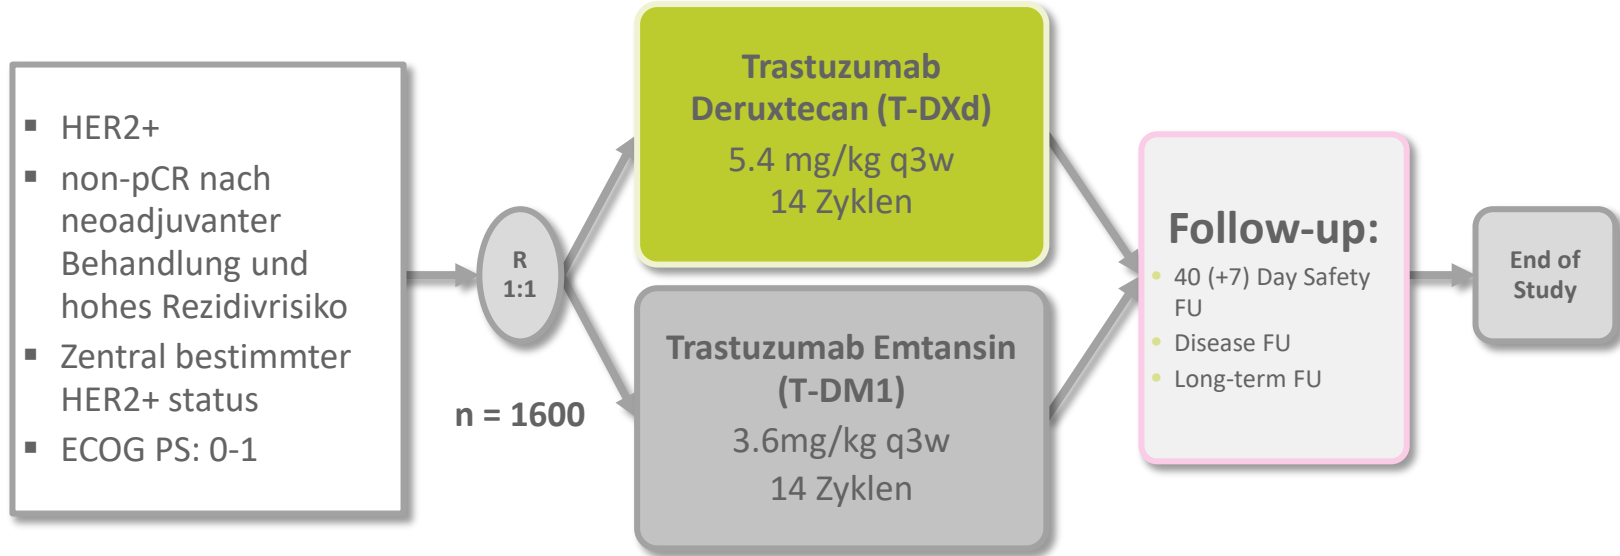 ▪ HER2+
▪ non-pCR nach
neoadjuvanter
Behandlung und
hohes Rezidivrisiko
▪ Zentral bestimmter
HER2+ status
▪ ECOG PS: 0-1
R
1:1
n = 1600
Trastuzumab
Deruxtecan (T-DXd)
5.4 mg/kg q3w
14 Zyklen
Trastuzumab Emtansin
(T-DM1)
3.6mg/kg q3w
14 Zyklen
Follow-up:
• 40 (+7) Day Safety
FU
• Disease FU
• Long-term FU
End of
Study